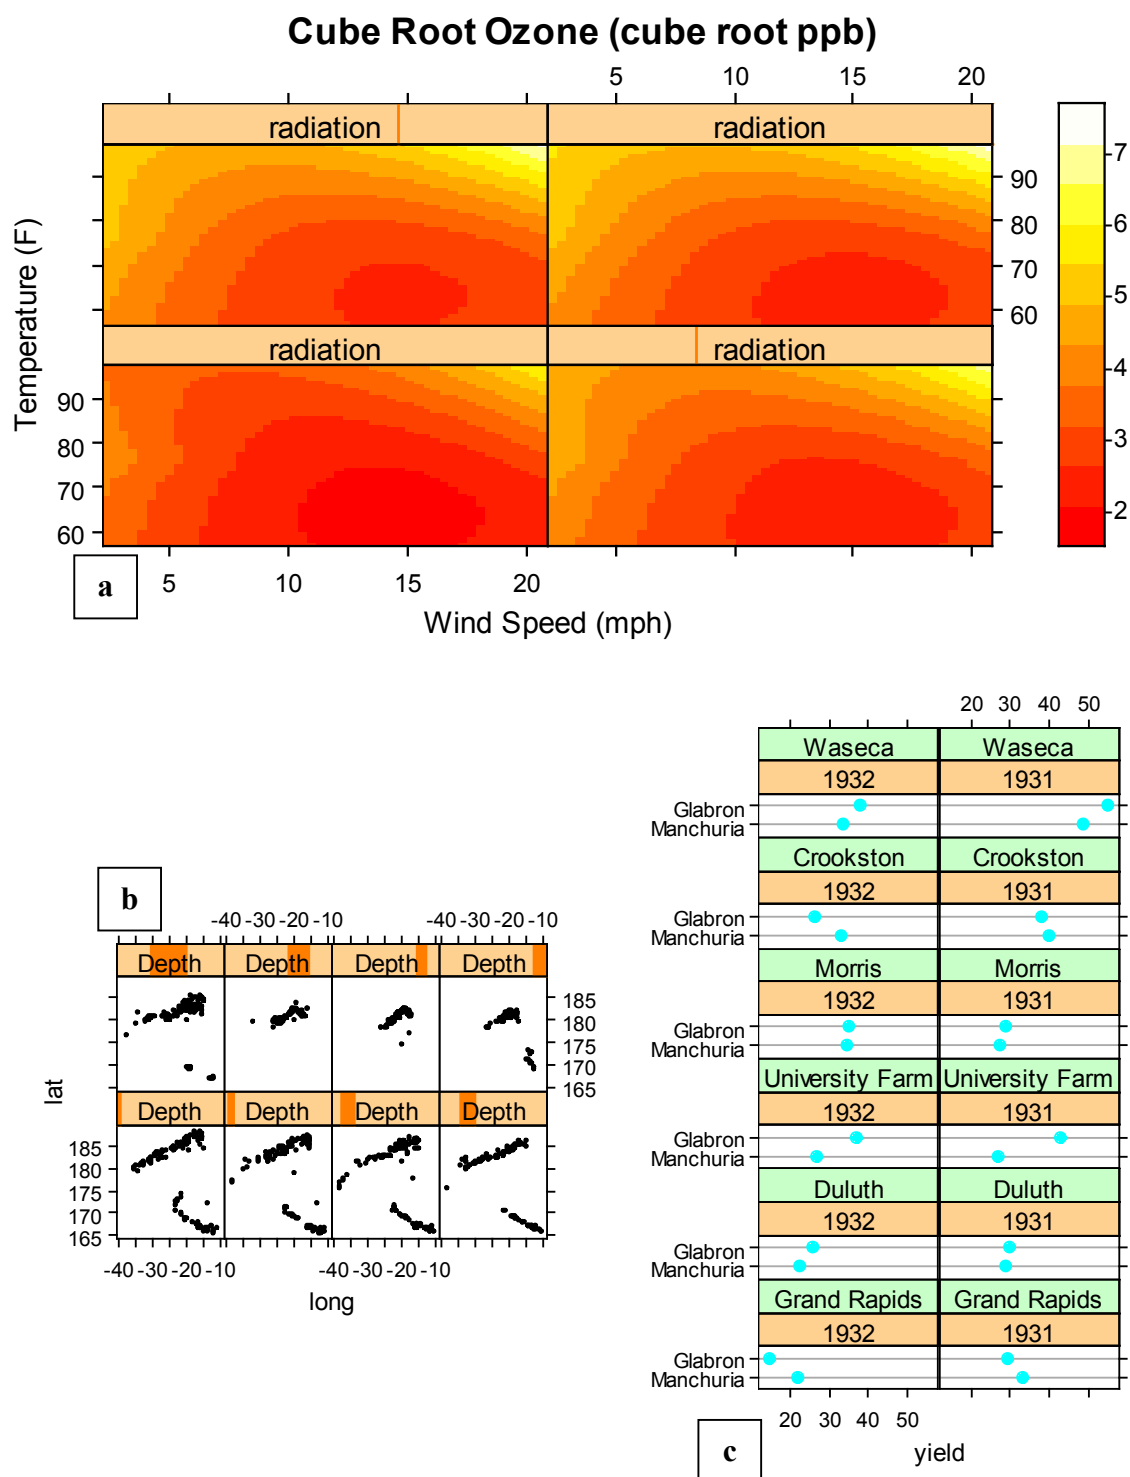 Cube Root Ozone (cube root ppb)
5 10 15 20
radiation radiation
7
90
80
6
70
5
60
radiation radiation
Temperature (F)
90
80
70
60
4
3
2
a
5 10 15 20
Wind Speed (mph)
b
-40 -30 -20 -10 -40 -30 -20 -10
Depth Depth Depth Depth
185
180
175
170
165
lat
Depth Depth Depth Depth
185
180
175
170
165
-40 -30 -20 -10 -40 -30 -20 -10
long
20 30 40 50
Waseca Waseca
1932 1931
Glabron
Manchuria
Crookston Crookston
1932 1931
Glabron
Manchuria
Morris Morris
1932 1931
Glabron
Manchuria
University Farm University Farm
1932 1931
Glabron
Manchuria
Duluth Duluth
1932 1931
Glabron
Manchuria
Grand Rapids Grand Rapids
1932 1931
Glabron
Manchuria
20 30 40 50
c
yield